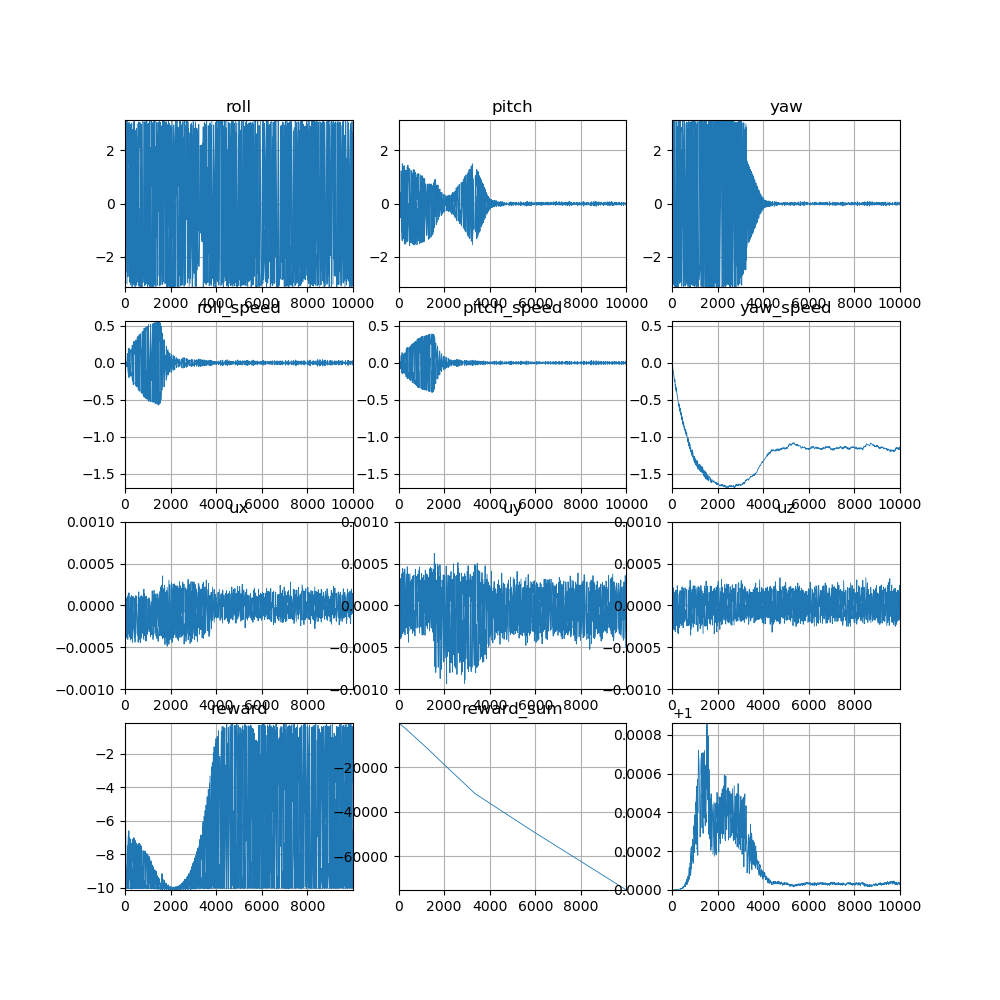 roll pitch yaw
2 2 2
0 0 0
−2 −2 −2
0 2000 4000 6000 8000 10000 0 2000 4000 6000 8000 10000 0 2000 4000 6000 8000 10000
roll_speed pitch_speed yaw_speed
0.5 0.5 0.5
0.0 0.0 0.0
−0.5 −0.5 −0.5
−1.0 −1.0 −1.0
−1.5 −1.5 −1.5
0 2000 4000 6000 8000 10000 0 2000 4000 6000 8000 10000 0 2000 4000 6000 8000 10000
ux uy uz
0.0010 0.0010 0.0010
0.0005 0.0005 0.0005
0.0000 0.0000 0.0000
−0.0005 −0.0005 −0.0005
−0.0010 −0.0010 −0.0010
0 2000 4000 6000 8000 0 2000 4000 6000 8000 0 2000 4000 6000 8000
reward reward_sum +1
−2 −20000 0.0008
−4 −40000 0.0006
−6 −60000 0.0004
−8 0.0002
−10 0.0000
0 2000 4000 6000 8000 0 2000 4000 6000 8000 0 2000 4000 6000 8000 10000